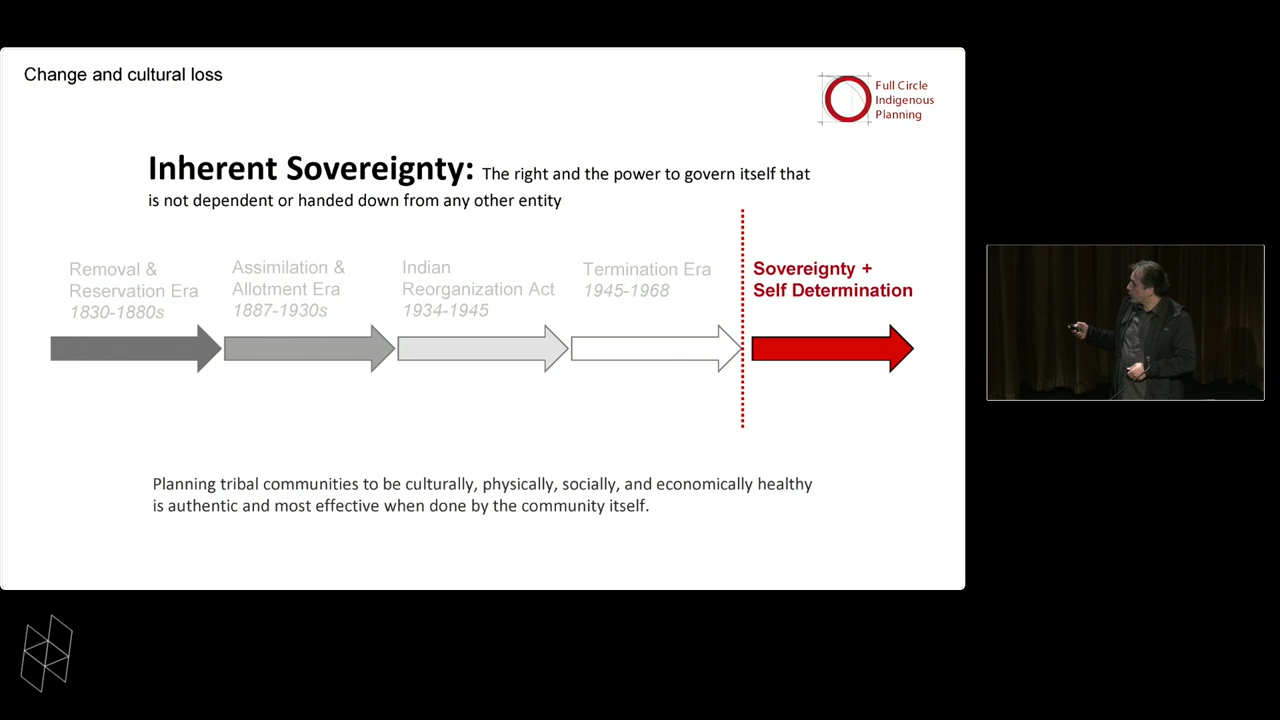 Change and cultural loss
Full Circle
Indigenous
Planning
Inherent Sovereignty: The right and the power to govern itself that
is not dependent or handed down from any other entity
Removal &
Reservation Era
1830-1880s
Assimilation &
Allotment Era
1887-1930s
Indian
Reorganization Act
1934-1945
Termination Era
1945-1968
Sovereignty +
Self Determination
Planning tribal communities to be culturally, physically, socially, and economically healthy
is authentic and most effective when done by the community itself.